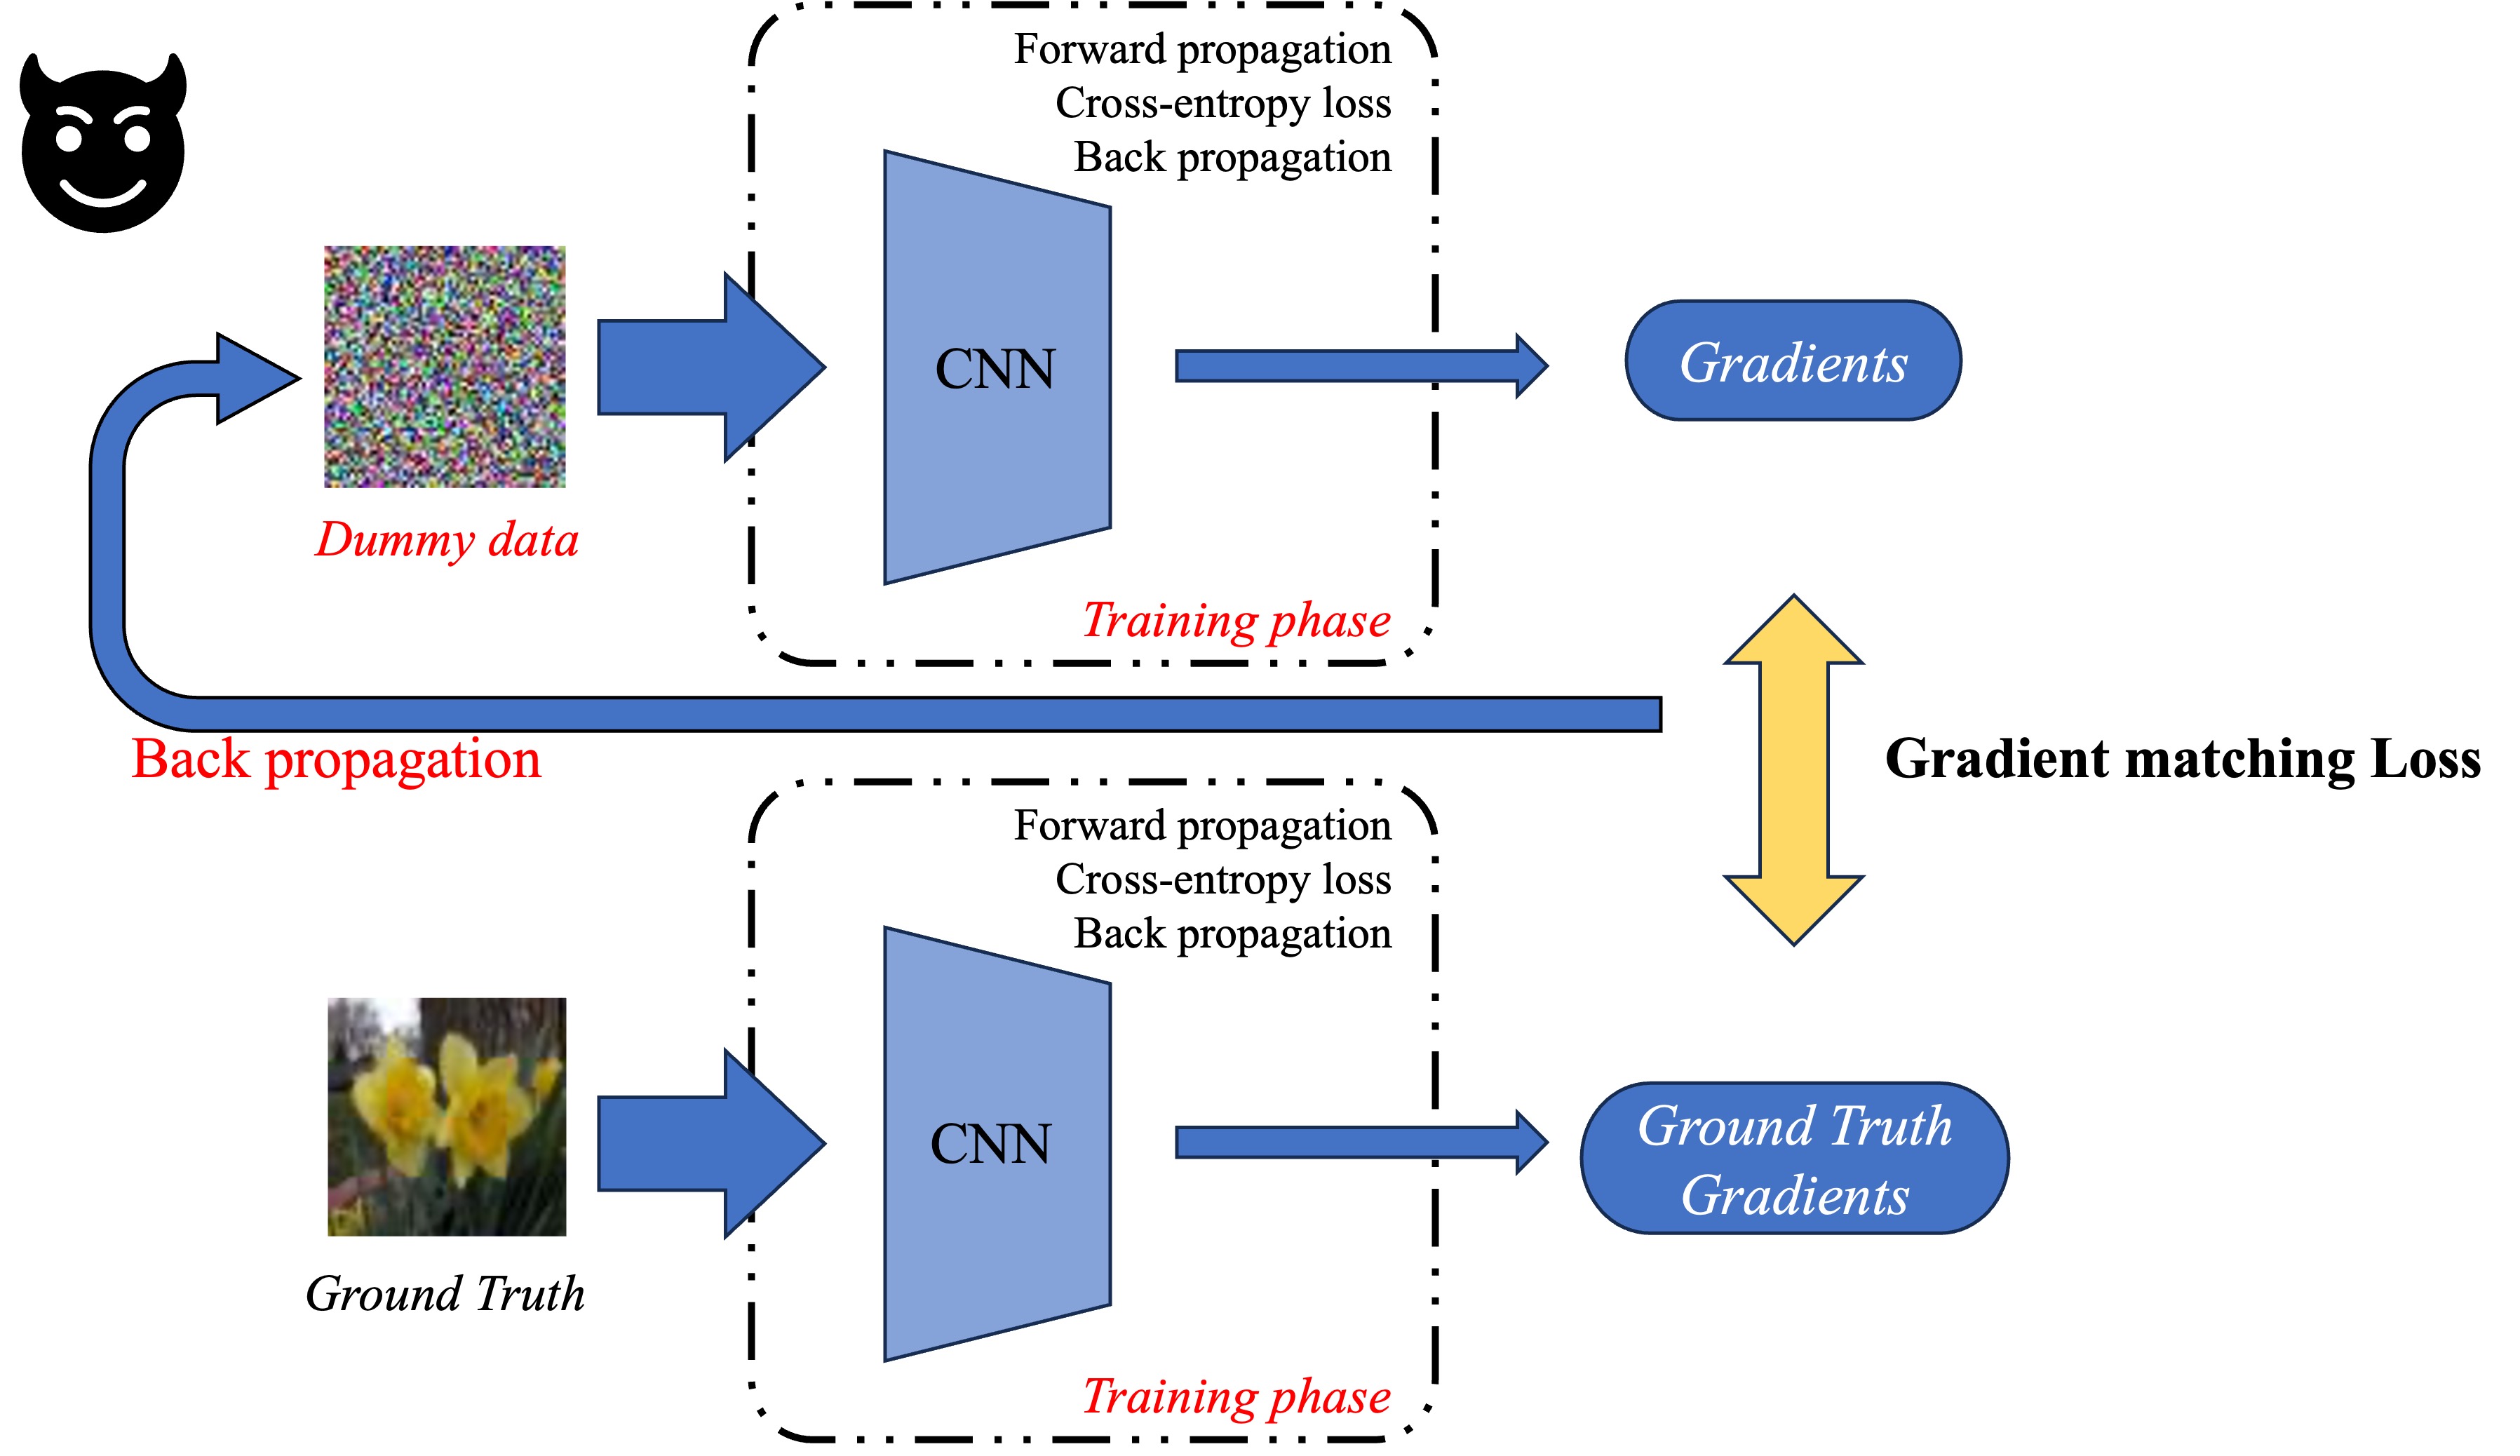 Forward propagation
Cross-entropy loss
Back propagation
CNN
Gradients
Dummy data
Training phase
Back propagation
Gradient matching Loss
Forward propagation
Cross-entropy loss
Back propagation
CNN
Ground Truth
Gradients
Ground Truth
Training phase